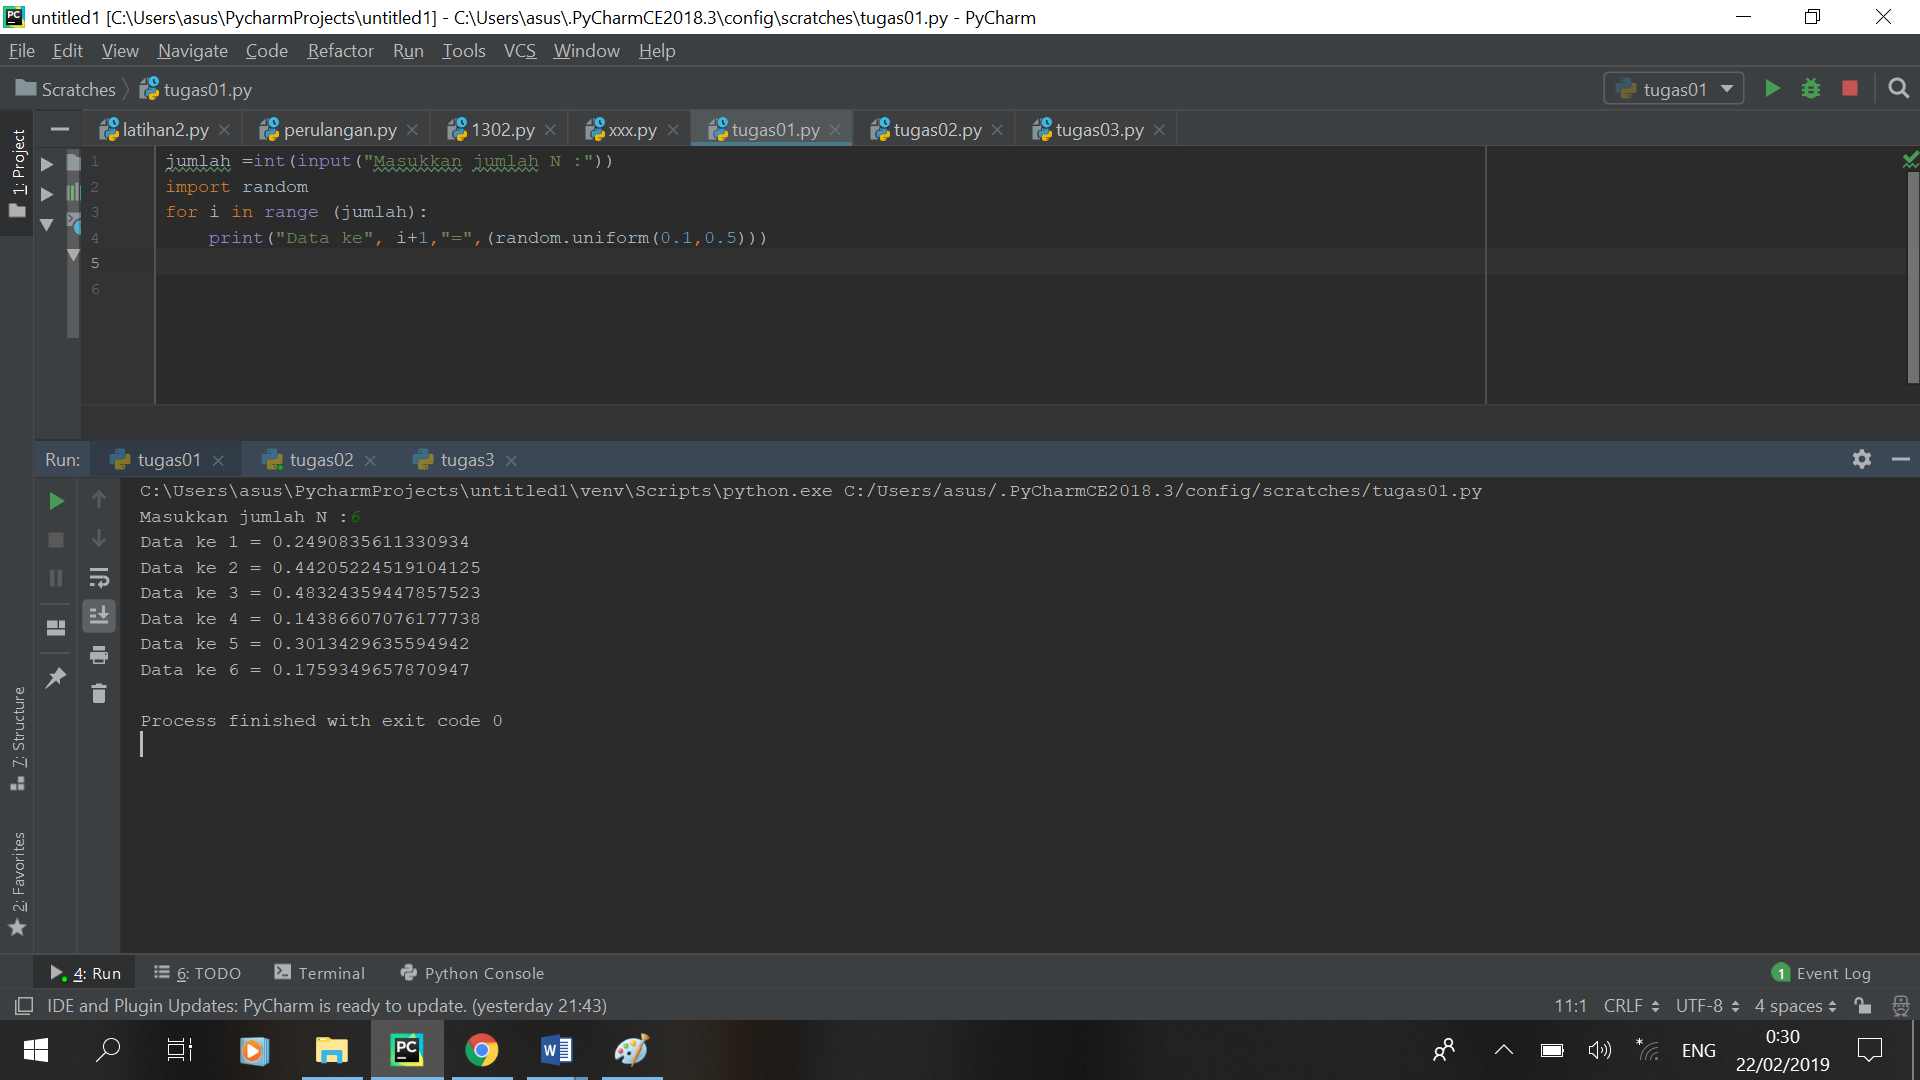 untitled1 [C:\Users\asus\PycharmProjects\untitled1] - C:\Users\asus\.PyCharmCE2018.3\config\scratches\tugas01.py - PyCharm
File Edit View Navigate Code Refactor Run Tools VCS Window Help
Scratches tugas01.py
tugas01
latihan2.py perulangan.py 1302.py xxx.py tugas01.py tugas02.py tugas03.py
1: Project
1 jumlah =int(input("Masukkan jumlah N :"))
2 import random
3 for i in range (jumlah):
4 print("Data ke", i+1,"=",(random.uniform(0.1,0.5)))
5
6
Run: tugas01 tugas02 tugas3
C:\Users\asus\PycharmProjects\untitled1\venv\Scripts\python.exe C:/Users/asus/.PyCharmCE2018.3/config/scratches/tugas01.py
Masukkan jumlah N :6
Data ke 1 = 0.2490835611330934
Data ke 2 = 0.44205224519104125
Data ke 3 = 0.48324359447857523
Data ke 4 = 0.14386607076177738
Data ke 5 = 0.3013429635594942
Data ke 6 = 0.1759349657870947
Process finished with exit code 0
7: Structure
2: Favorites
4: Run 6: TODO Terminal Python Console
1 Event Log
IDE and Plugin Updates: PyCharm is ready to update. (yesterday 21:43)
11:1 CRLF UTF-8 4 spaces
ENG
0:30
22/02/2019